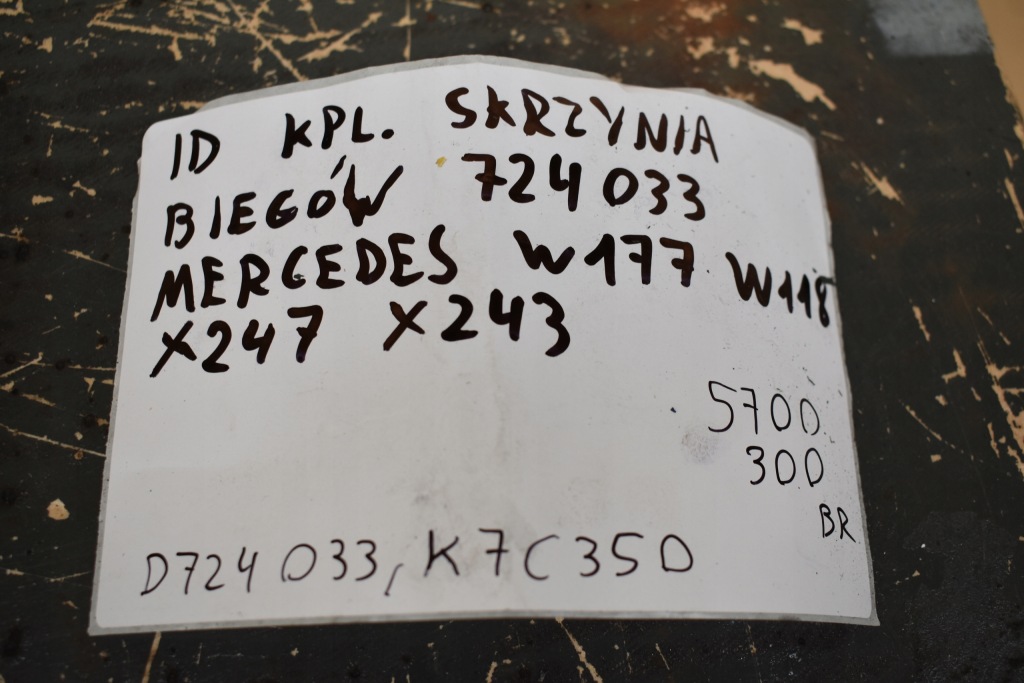 ID KPL. SKRZYNIA
BIEGÓW 724033
MERCEDES W177 W118
X247 X243
5700
300
BR
D724033, K7C350